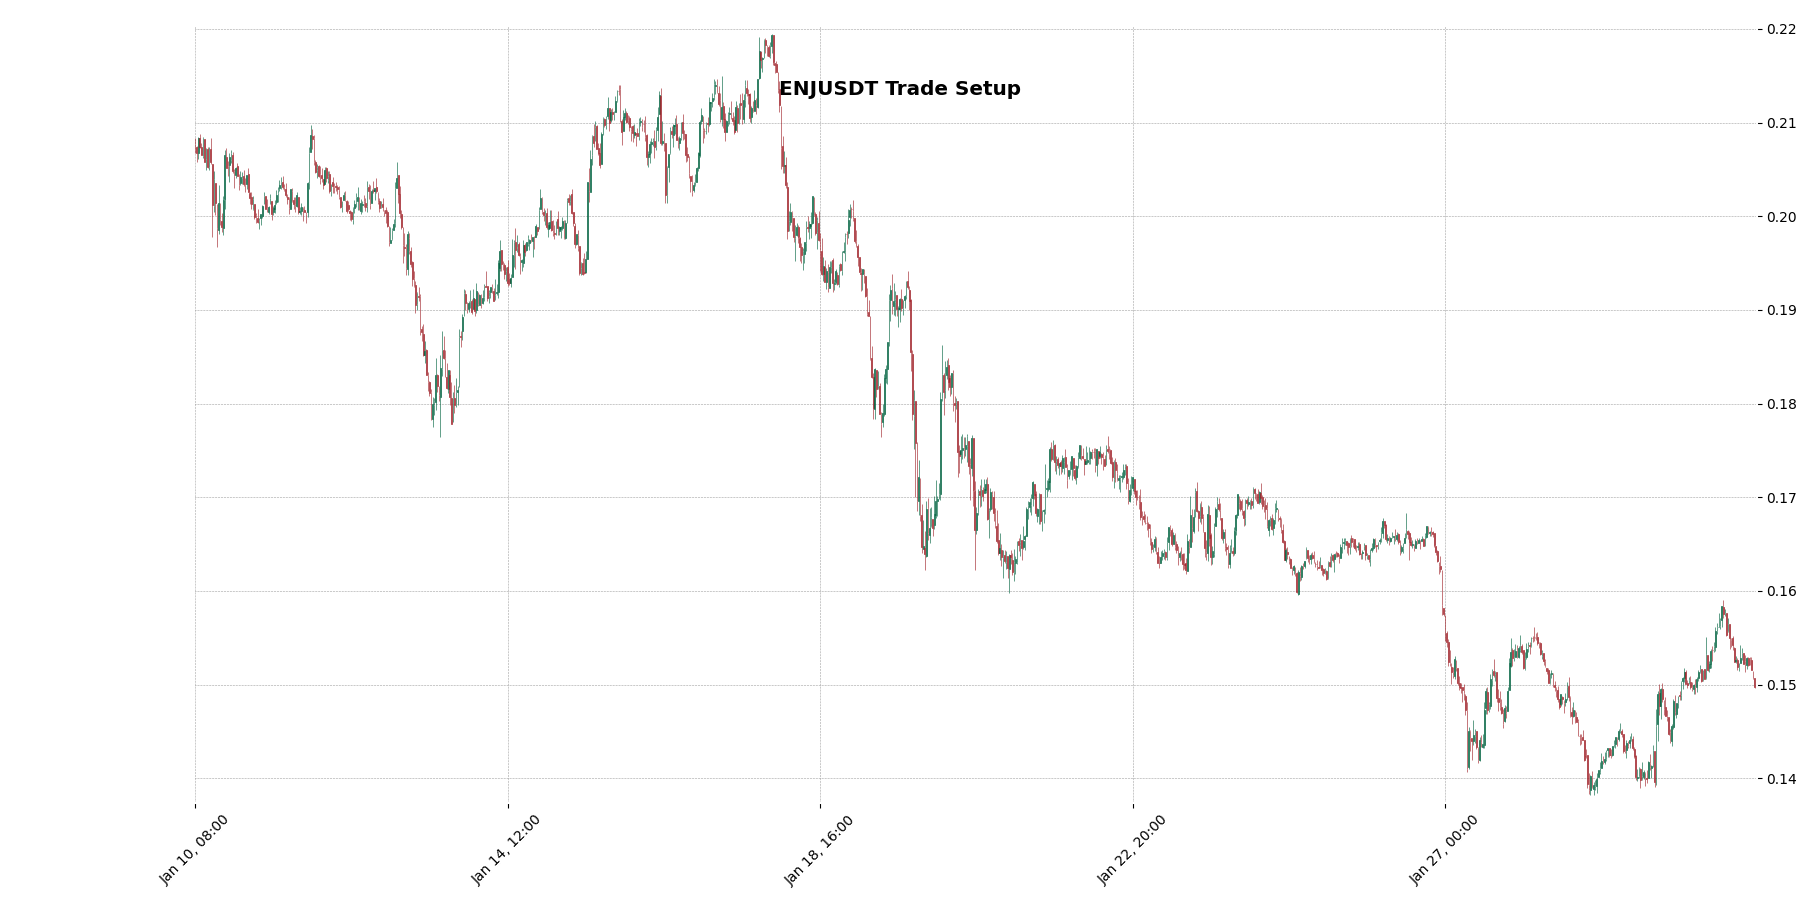 ENJUSDT Trade Setup
0.22
0.21
0.20
0.19
0.18
0.17
0.16
0.15
0.14
Jan 10, 08:00
Jan 14, 12:00
Jan 18, 16:00
Jan 22, 20:00
Jan 27, 00:00